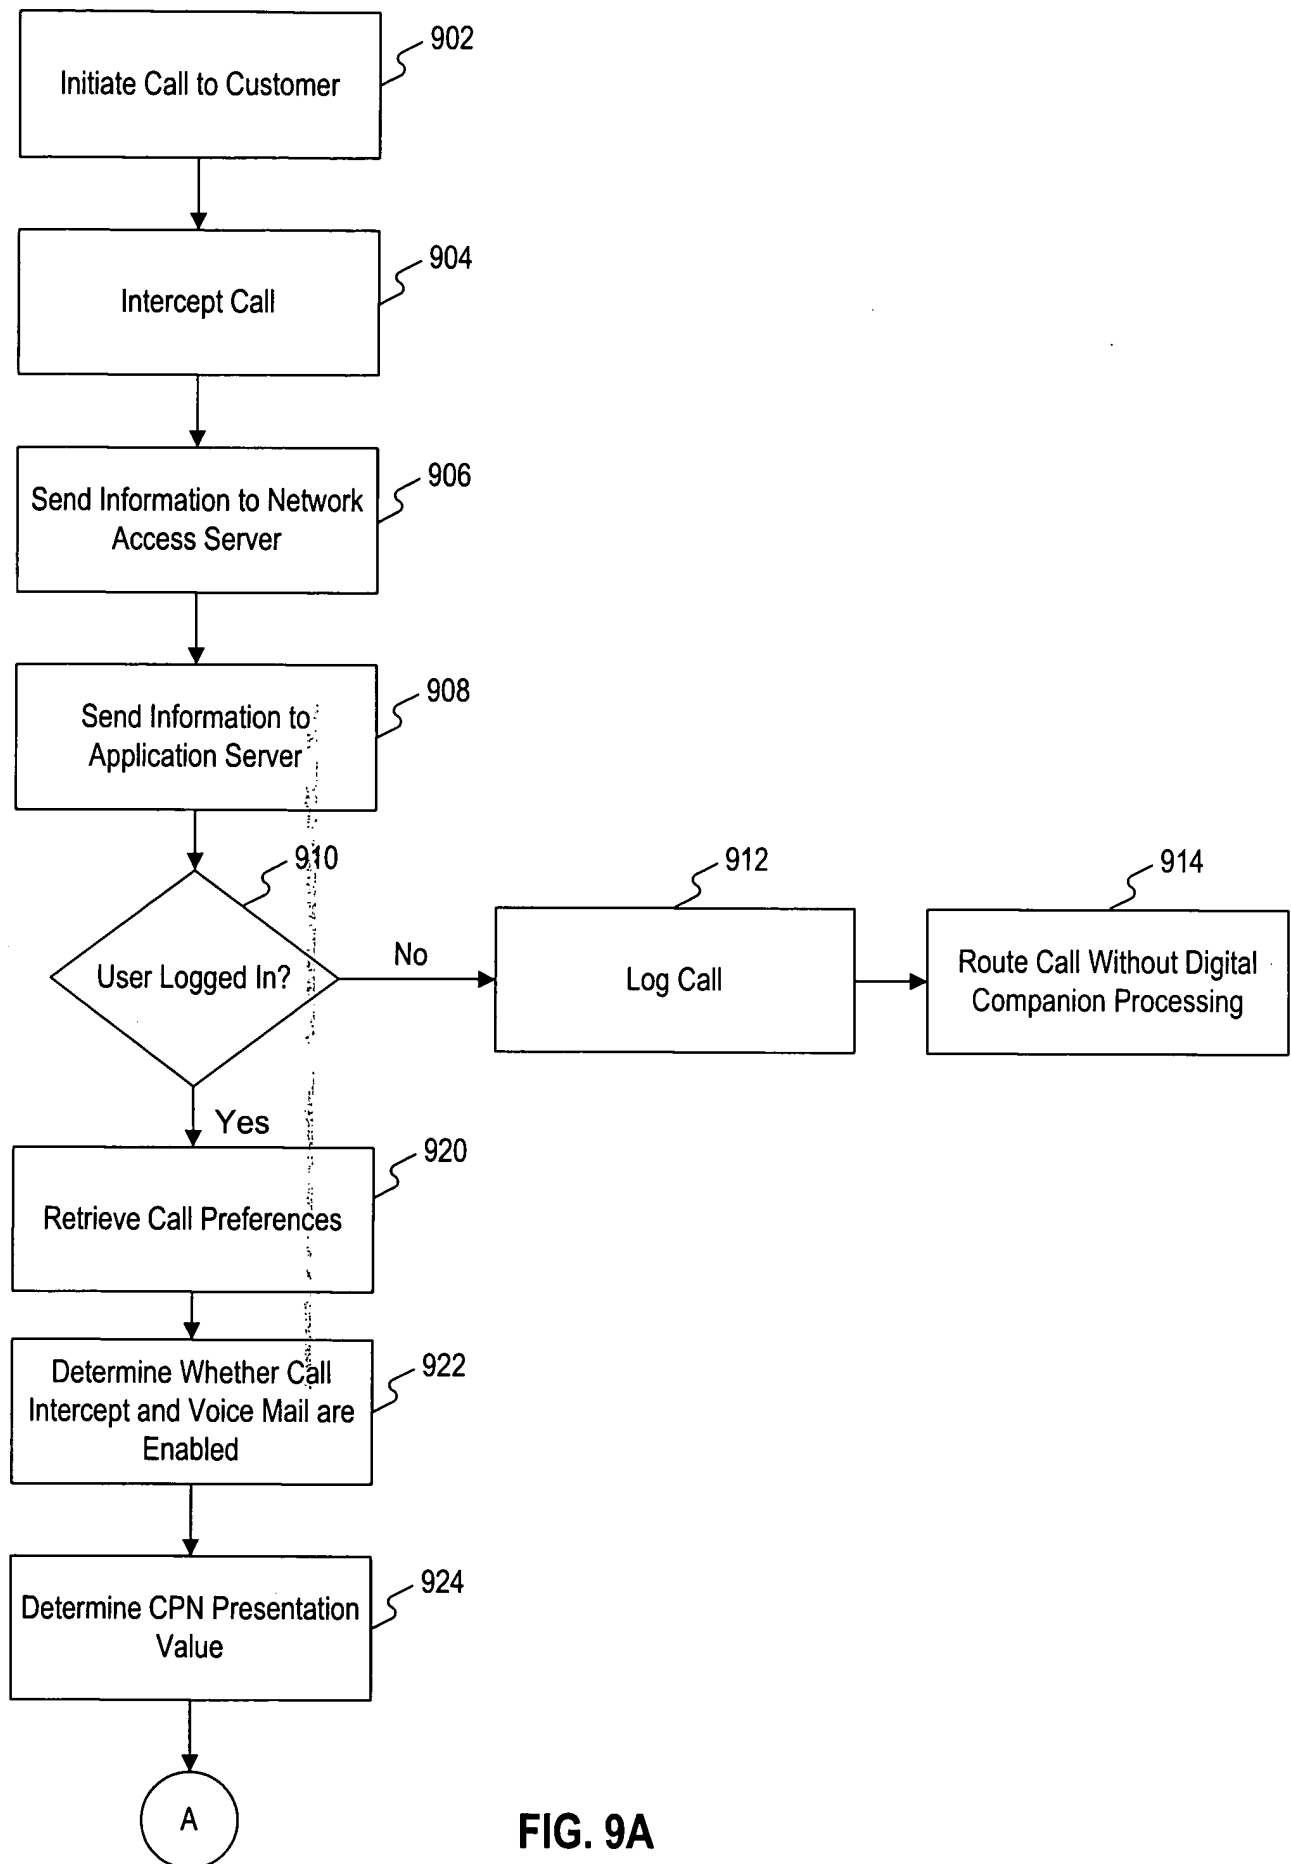 902
Initiate Call to Customer
904
Intercept Call
906
Send Information to Network
Access Server
908
Send Information to
Application Server
910
User Logged In?
No
912
Log Call
914
Route Call Without Digital
Companion Processing
Yes
920
Retrieve Call Preferences
922
Determine Whether Call
Intercept and Voice Mail are
Enabled
924
Determine CPN Presentation
Value
A
FIG. 9A